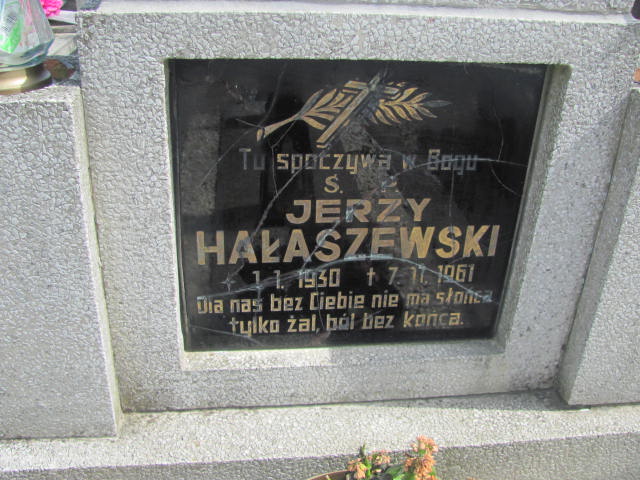 Tu spoczywa w Bogu
Ś. P.
JERZY
HAŁASZEWSKI
* 1. 1. 1930 † 7. 11. 1961
Dla nas bez Ciebie nie ma słońca
tylko żal, ból bez końca.